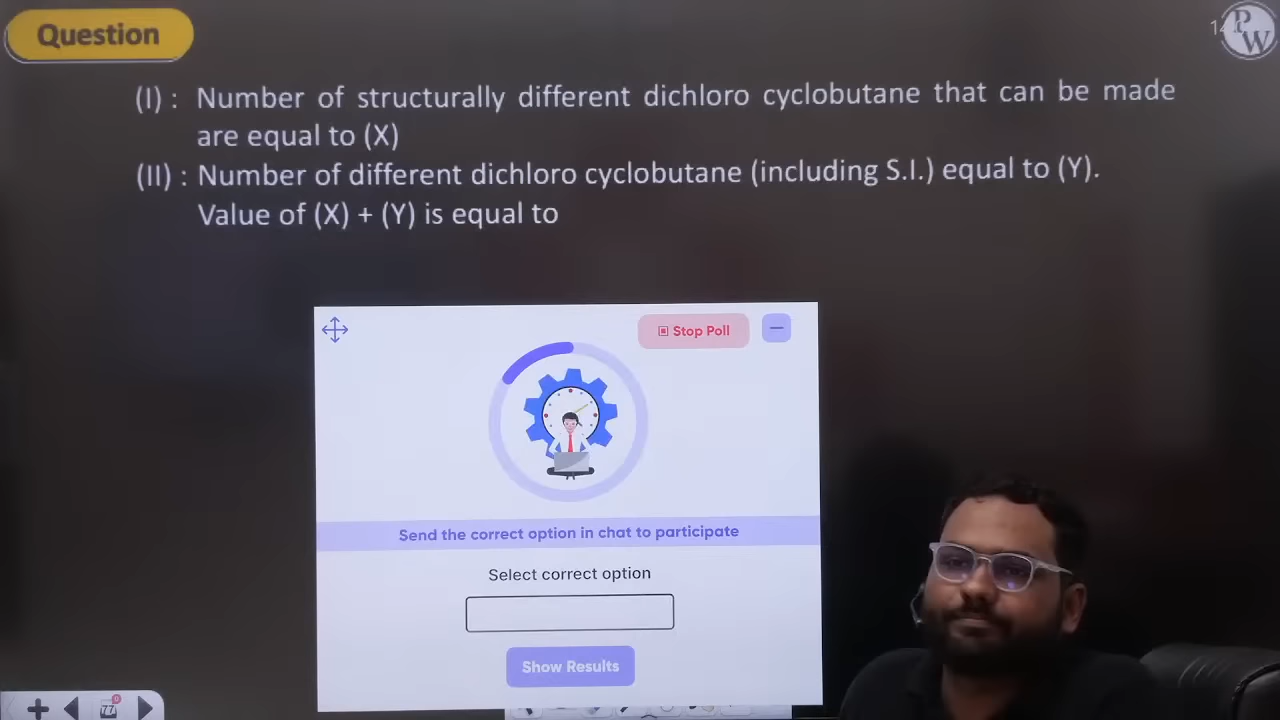 Question
(I) : Number of structurally different dichloro cyclobutane that can be made
are equal to (X)
(II) : Number of different dichloro cyclobutane (including S.I.) equal to (Y).
Value of (X) + (Y) is equal to
Stop Poll
Send the correct option in chat to participate
Select correct option
Show Results
PW
77